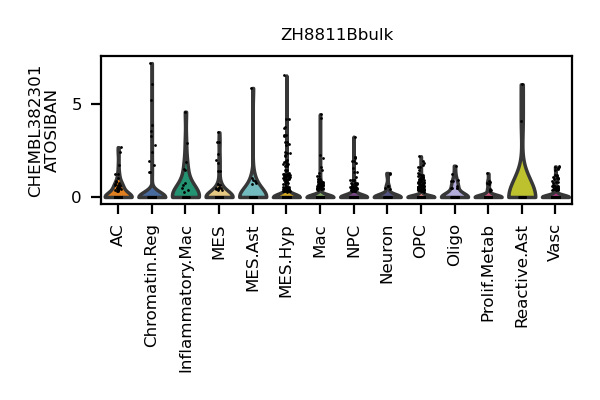 ZH8811Bbulk
CHEMBL382301
ATOSIBAN
5
0
AC
Chromatin.Reg
Inflammatory.Mac
MES
MES.Ast
MES.Hyp
Mac
NPC
Neuron
OPC
Oligo
Prolif.Metab
Reactive.Ast
Vasc